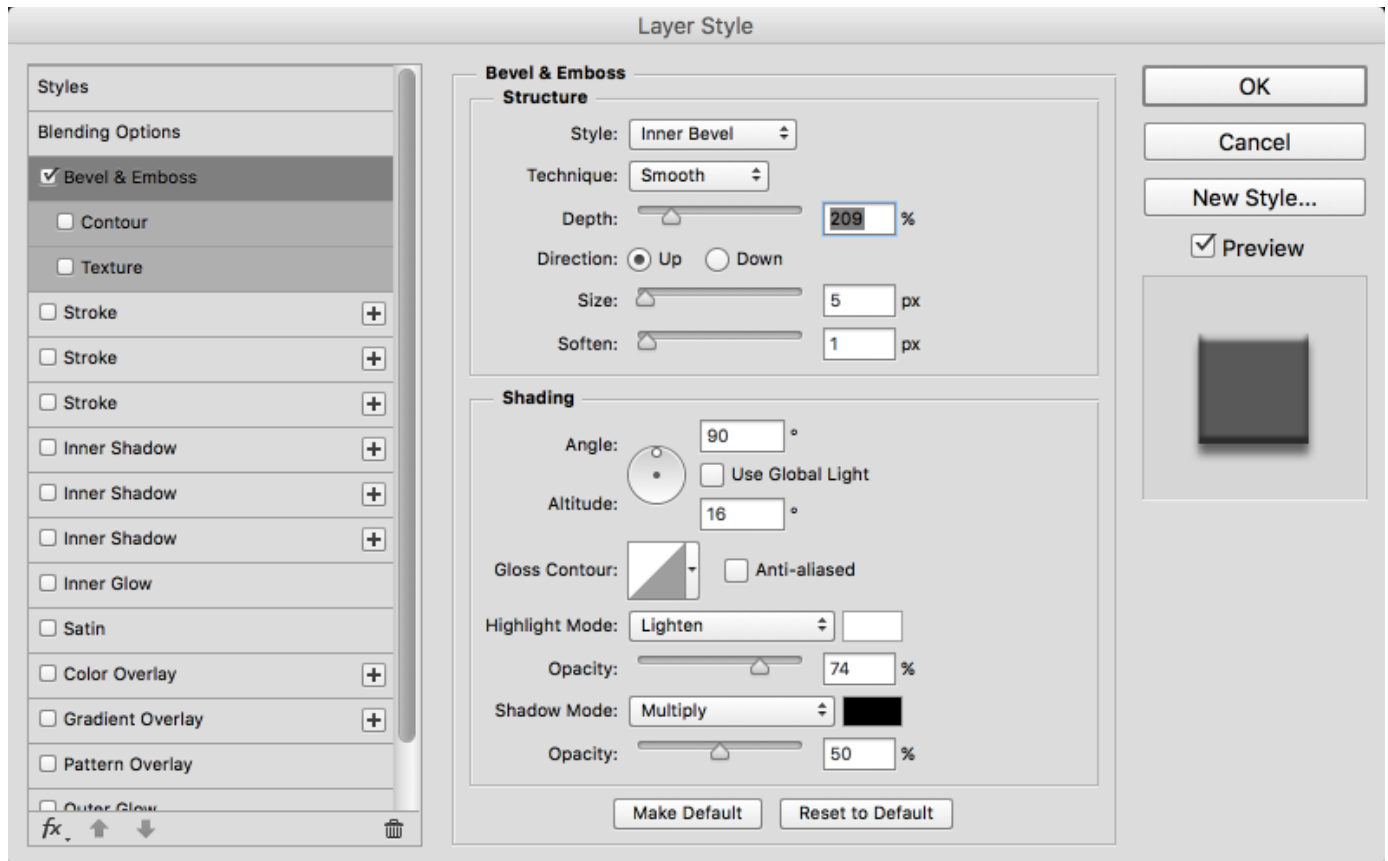 Layer Style
Styles
Blending Options
Bevel & Emboss
Contour
Texture
Stroke
Stroke
Stroke
Inner Shadow
Inner Shadow
Inner Shadow
Inner Glow
Satin
Color Overlay
Gradient Overlay
Pattern Overlay
Outer Glow
fx
Bevel & Emboss
Structure
Style: Inner Bevel
Technique: Smooth
Depth: 209 %
Direction: Up Down
Size: 5 px
Soften: 1 px
Shading
Angle: 90 °
Use Global Light
Altitude: 16 °
Gloss Contour: Anti-aliased
Highlight Mode: Lighten
Opacity: 74 %
Shadow Mode: Multiply
Opacity: 50 %
Make Default Reset to Default
OK
Cancel
New Style...
Preview